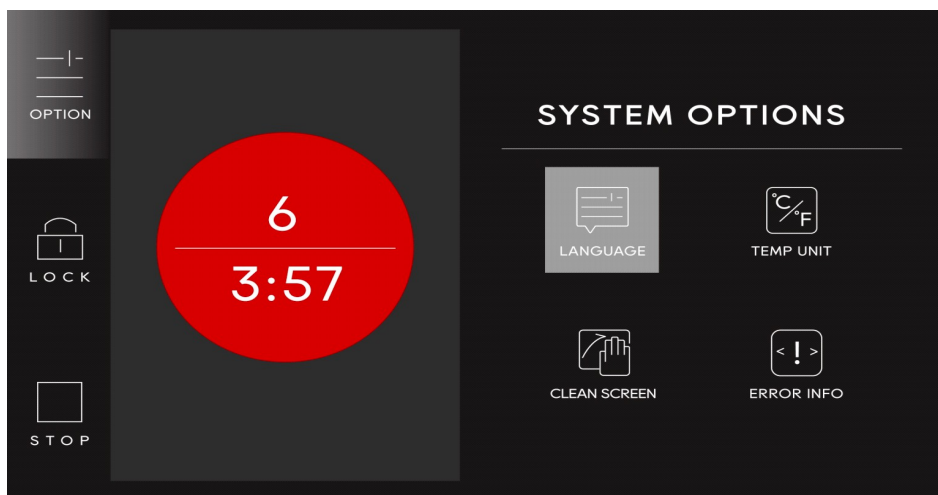 OPTION
LOCK
STOP
6
3:57
SYSTEM OPTIONS
LANGUAGE
°C/°F
TEMP UNIT
CLEAN SCREEN
<!>
ERROR INFO